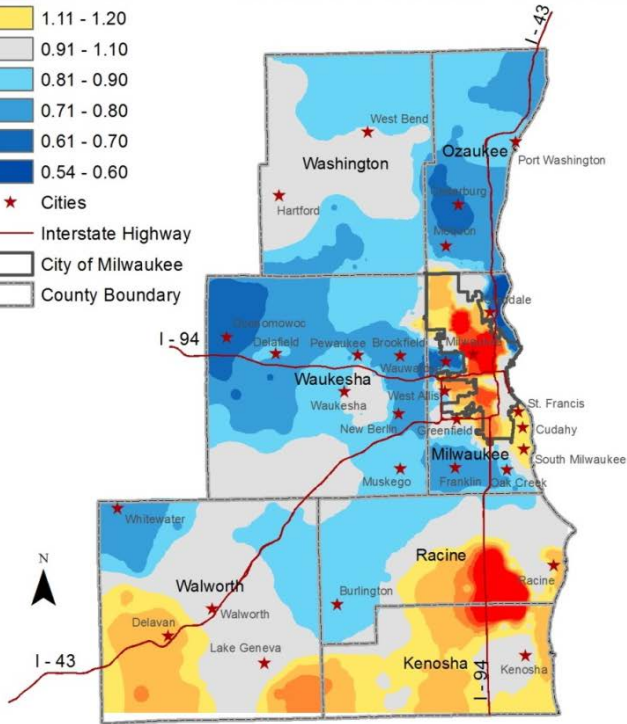 1.11 - 1.20
0.91 - 1.10
0.81 - 0.90
0.71 - 0.80
0.61 - 0.70
0.54 - 0.60
Cities
Interstate Highway
City of Milwaukee
County Boundary
I - 43
West Bend
Washington
Ozaukee
Port Washington
Hartford
Mequon
I - 94
Delafield
Pewaukee
Brookfield
Waukesha
Waukesha
West Allis
New Berlin
Greenfield
St. Francis
Cudahy
Milwaukee
South Milwaukee
Muskego
Franklin
Oak Creek
Whitewater
N
Racine
Racine
Walworth
Burlington
Walworth
Delavan
Lake Geneva
I - 43
Kenosha
Kenosha
I - 94